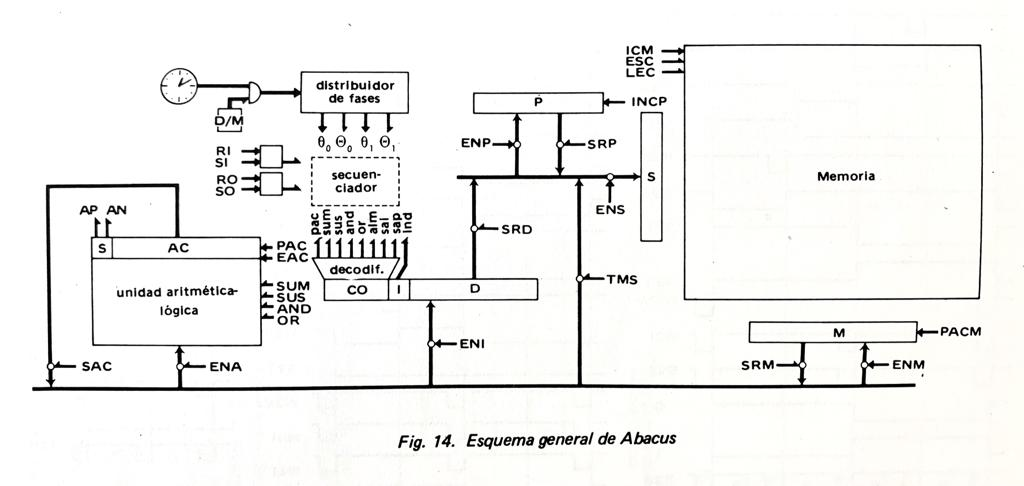 ICM
ESC
LEC
distribuidor
de fases
D/M
θ0 Θ0 θ1 Θ1
P
INCP
ENP
SRP
RI
SI
RO
SO
secuen-
ciador
S
Memoria
ENS
AP AN
pac sum sus and or alm sal sap ind
SRD
S AC
PAC
EAC
decodif.
CO I D
TMS
unidad aritmética-
lógica
SUM
SUS
AND
OR
M
PACM
ENI
SAC
ENA
SRM
ENM
Fig. 14. Esquema general de Abacus